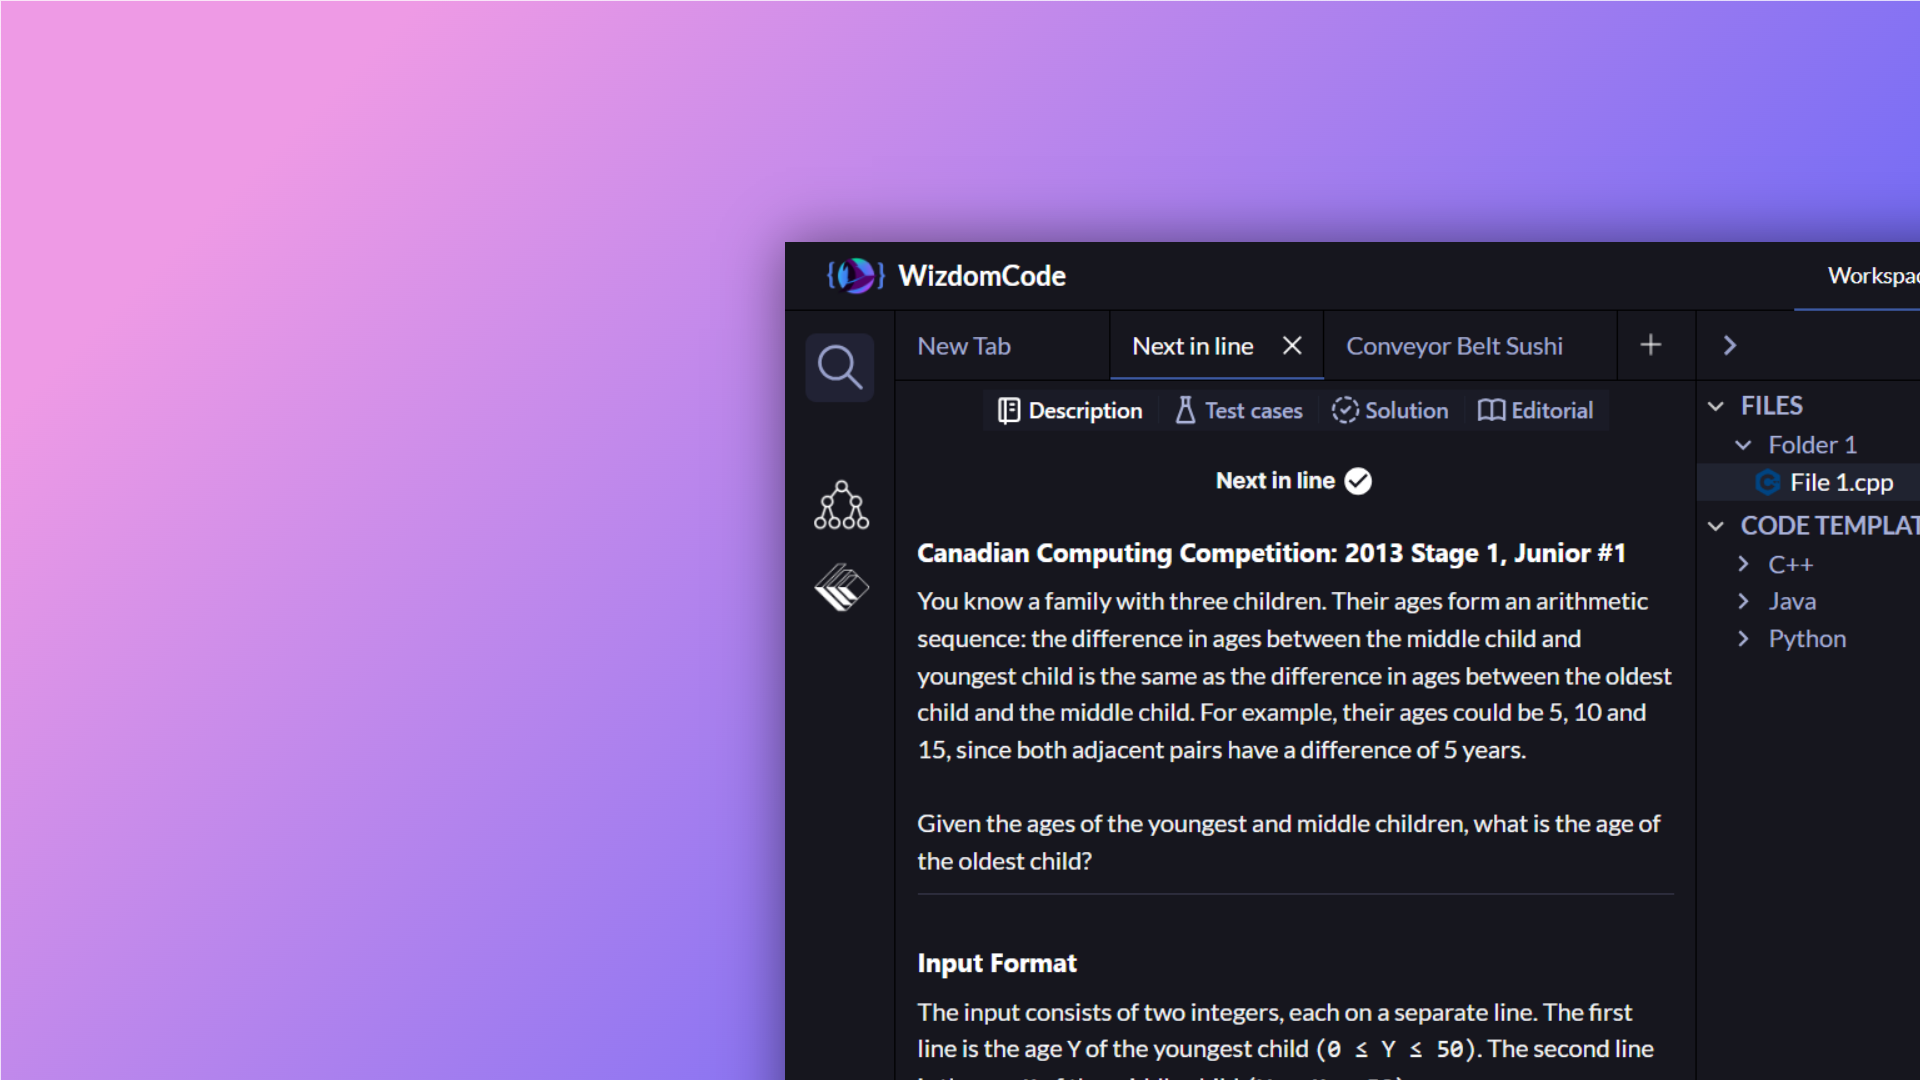 WizdomCode
New Tab
Next in line
Conveyor Belt Sushi
Description
Test cases
Solution
Editorial
Next in line
Canadian Computing Competition: 2013 Stage 1, Junior #1
You know a family with three children. Their ages form an arithmetic
sequence: the difference in ages between the middle child and
youngest child is the same as the difference in ages between the oldest
child and the middle child. For example, their ages could be 5, 10 and
15, since both adjacent pairs have a difference of 5 years.
Given the ages of the youngest and middle children, what is the age of
the oldest child?
Input Format
The input consists of two integers, each on a separate line. The first
line is the age Y of the youngest child (0 ≤ Y ≤ 50). The second line
Workspac
FILES
Folder 1
File 1.cpp
CODE TEMPLAT
C++
Java
Python